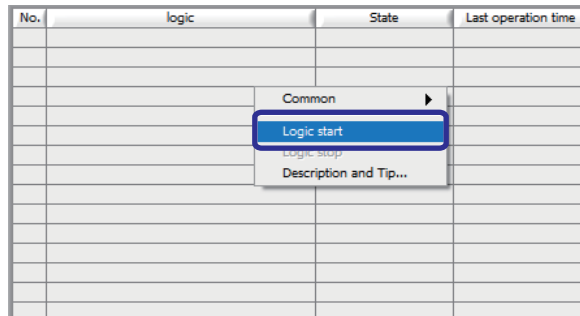 No. logic State Last operation time
Common
Logic start
Logic stop
Description and Tip...